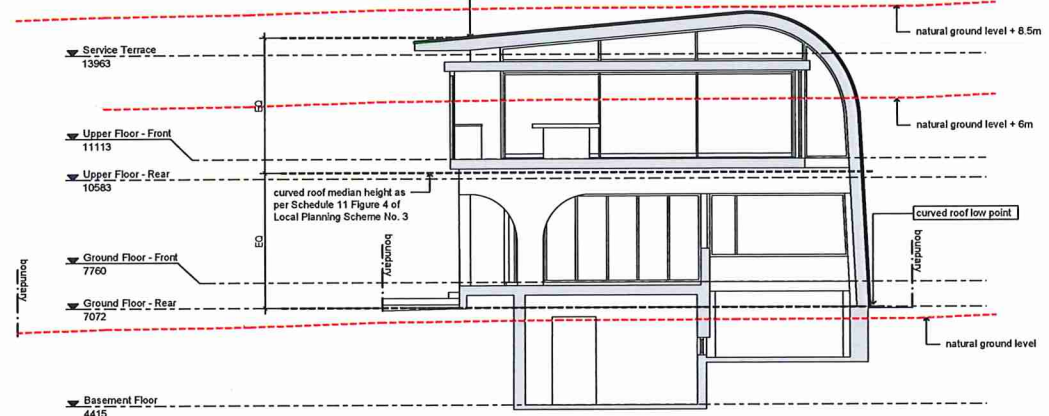 natural ground level + 8.5m
Service Terrace
13963
EQ
natural ground level + 6m
Upper Floor - Front
11113
Upper Floor - Rear
10583
curved roof median height as
per Schedule 11 Figure 4 of
Local Planning Scheme No. 3
curved roof low point
EQ
boundary
boundary
boundary
Ground Floor - Front
7760
Ground Floor - Rear
7072
natural ground level
Basement Floor
4415